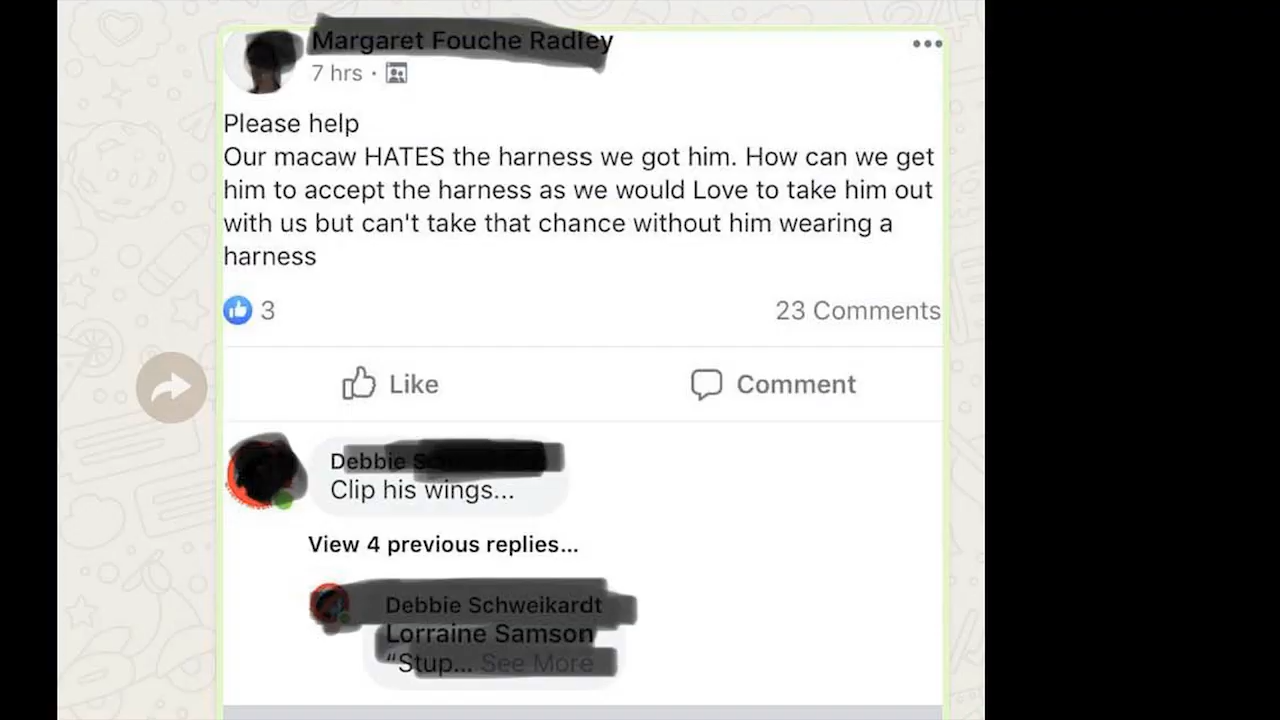 Margaret Fouche Radley
7 hrs ·
Please help
Our macaw HATES the harness we got him. How can we get
him to accept the harness as we would Love to take him out
with us but can't take that chance without him wearing a
harness
3
23 Comments
Like
Comment
Debbie
Clip his wings...
View 4 previous replies...
Debbie Schweikardt
Lorraine Samson
“Stup... See More